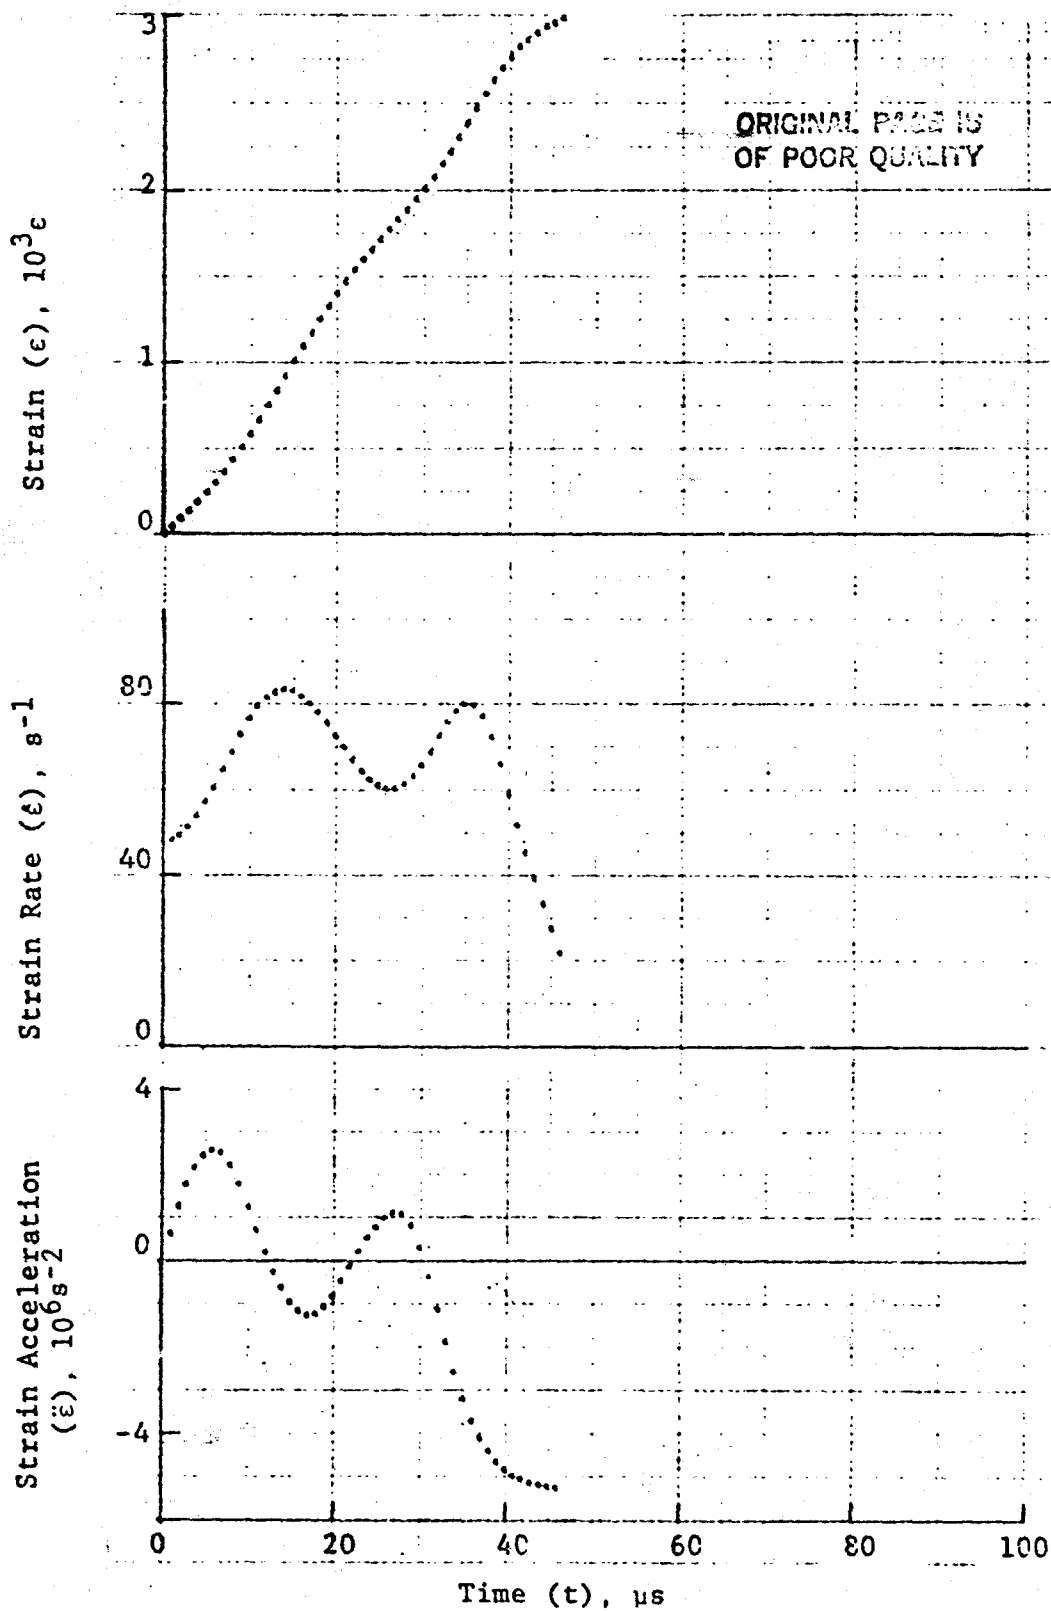 3
ORIGINAL PAGE IS
OF POOR QUALITY
2
1
0
Strain (ε), 10³ε
80
40
0
Strain Rate (ε̇), s⁻¹
4
0
-4
Strain Acceleration
(ε̈), 10⁶s⁻²
0 20 40 60 80 100
Time (t), μs